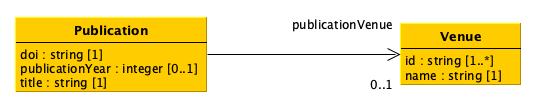 Publication
doi : string [1]
publicationYear : integer [0..1]
title : string [1]
publicationVenue
0..1
Venue
id : string [1..*]
name : string [1]